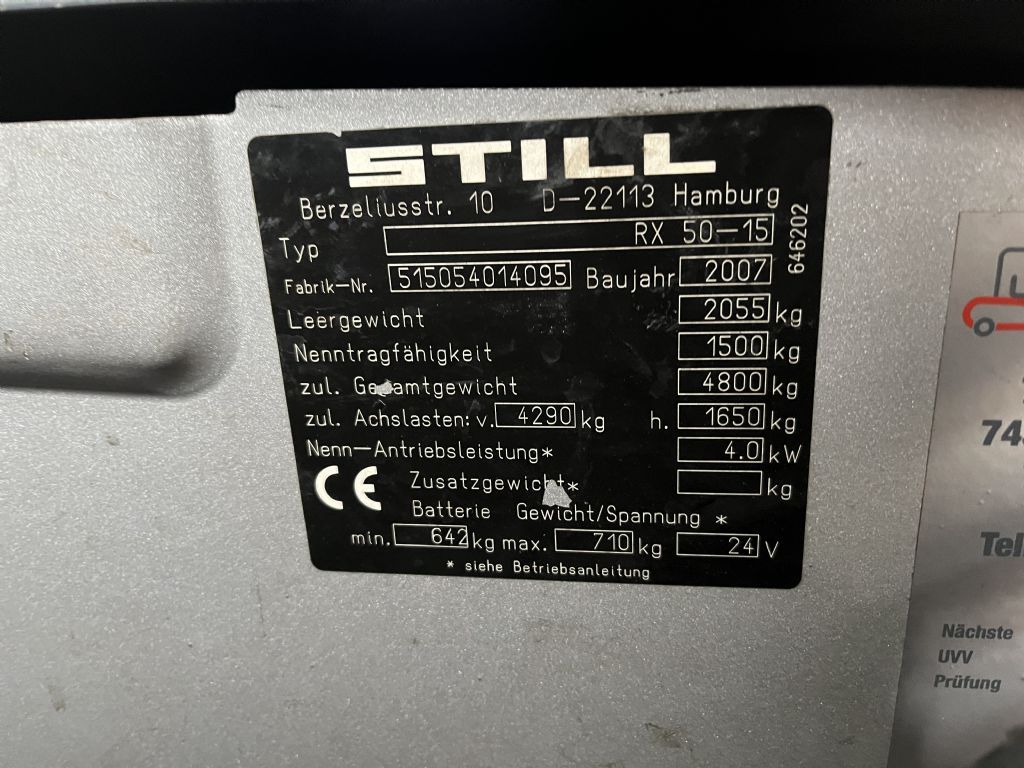 STILL
Berzeliusstr. 10 D-22113 Hamburg
Typ RX 50-15
Fabrik-Nr. 515054014095 Baujahr 2007
646202
Leergewicht 2055 kg
Nenntragfähigkeit 1500 kg
zul. Gesamtgewicht 4800 kg
zul. Achslasten: v. 4290 kg h. 1650 kg
Nenn-Antriebsleistung* 4.0 kW
CE Zusatzgewicht* kg
Batterie Gewicht/Spannung *
min. 642 kg max. 710 kg 24 V
* siehe Betriebsanleitung
Nächste
UVV
Prüfung